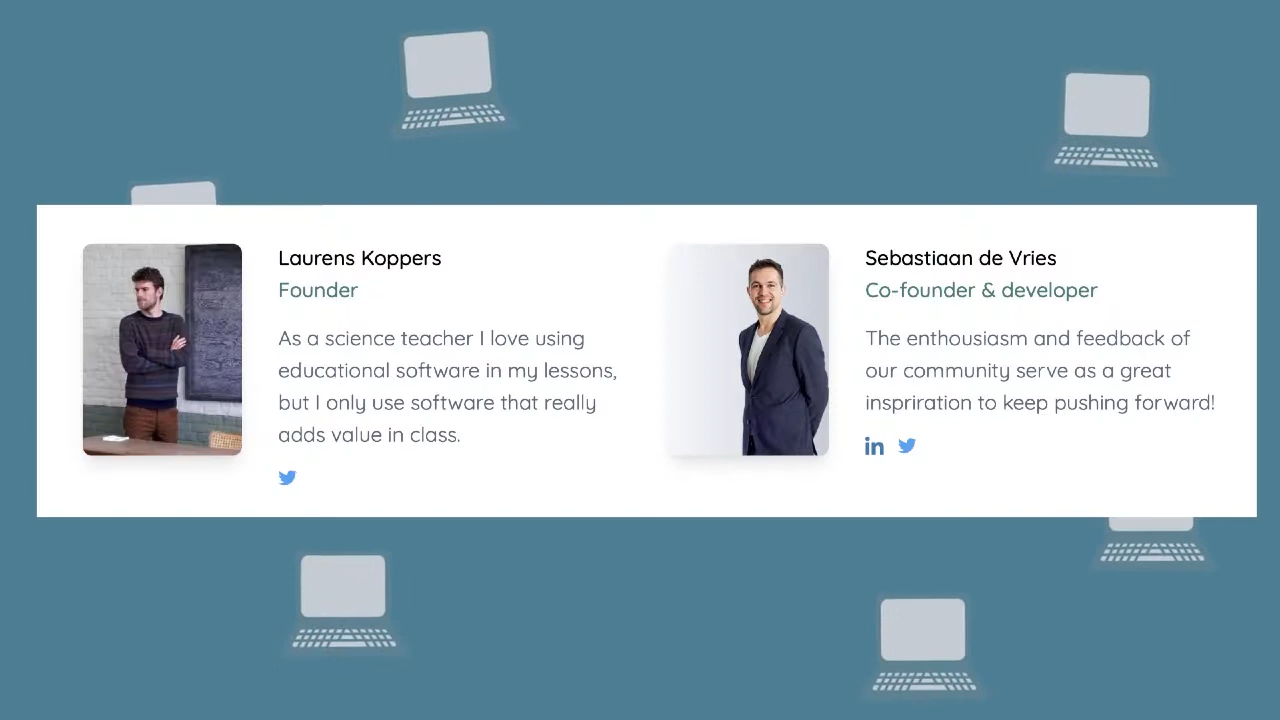 Laurens Koppers
Founder
As a science teacher I love using
educational software in my lessons,
but I only use software that really
adds value in class.
Sebastiaan de Vries
Co-founder & developer
The enthousiasm and feedback of
our community serve as a great
inspriration to keep pushing forward!
in